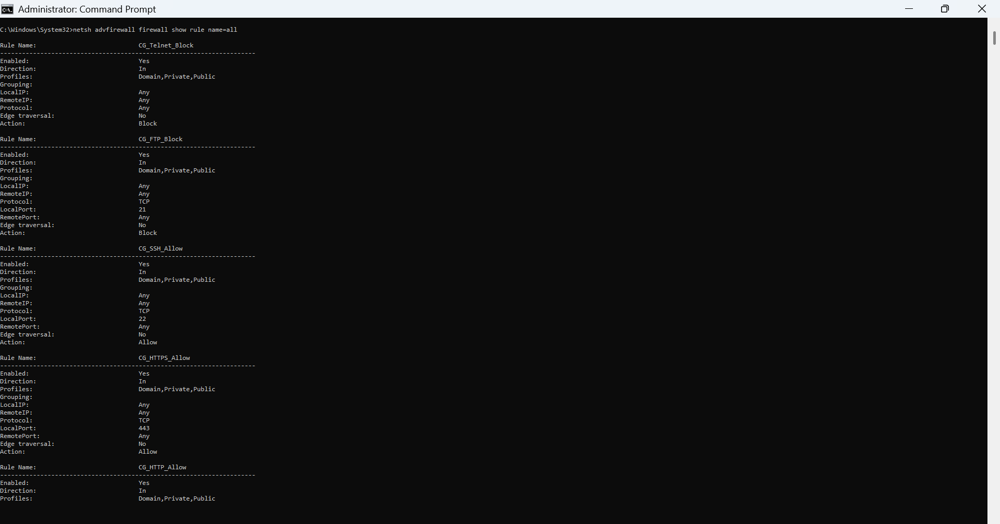 Administrator: Command Prompt
C:\Windows\System32>netsh advfirewall firewall show rule name=all
Rule Name: CG_Telnet_Block
----------------------------------------------------------------------
Enabled: Yes
Direction: In
Profiles: Domain,Private,Public
Grouping:
LocalIP: Any
RemoteIP: Any
Protocol: Any
Edge traversal: No
Action: Block
Rule Name: CG_FTP_Block
----------------------------------------------------------------------
Enabled: Yes
Direction: In
Profiles: Domain,Private,Public
Grouping:
LocalIP: Any
RemoteIP: Any
Protocol: TCP
LocalPort: 21
RemotePort: Any
Edge traversal: No
Action: Block
Rule Name: CG_SSH_Allow
----------------------------------------------------------------------
Enabled: Yes
Direction: In
Profiles: Domain,Private,Public
Grouping:
LocalIP: Any
RemoteIP: Any
Protocol: TCP
LocalPort: 22
RemotePort: Any
Edge traversal: No
Action: Allow
Rule Name: CG_HTTPS_Allow
----------------------------------------------------------------------
Enabled: Yes
Direction: In
Profiles: Domain,Private,Public
Grouping:
LocalIP: Any
RemoteIP: Any
Protocol: TCP
LocalPort: 443
RemotePort: Any
Edge traversal: No
Action: Allow
Rule Name: CG_HTTP_Allow
----------------------------------------------------------------------
Enabled: Yes
Direction: In
Profiles: Domain,Private,Public